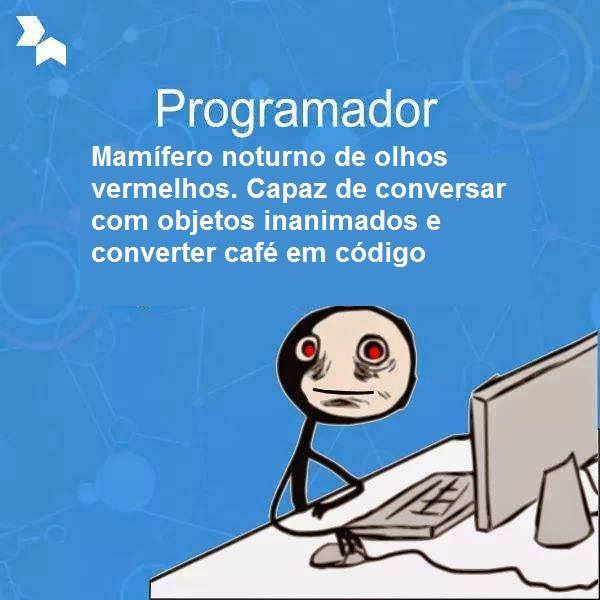 Programador
Mamífero noturno de olhos
vermelhos. Capaz de conversar
com objetos inanimados e
converter café em código